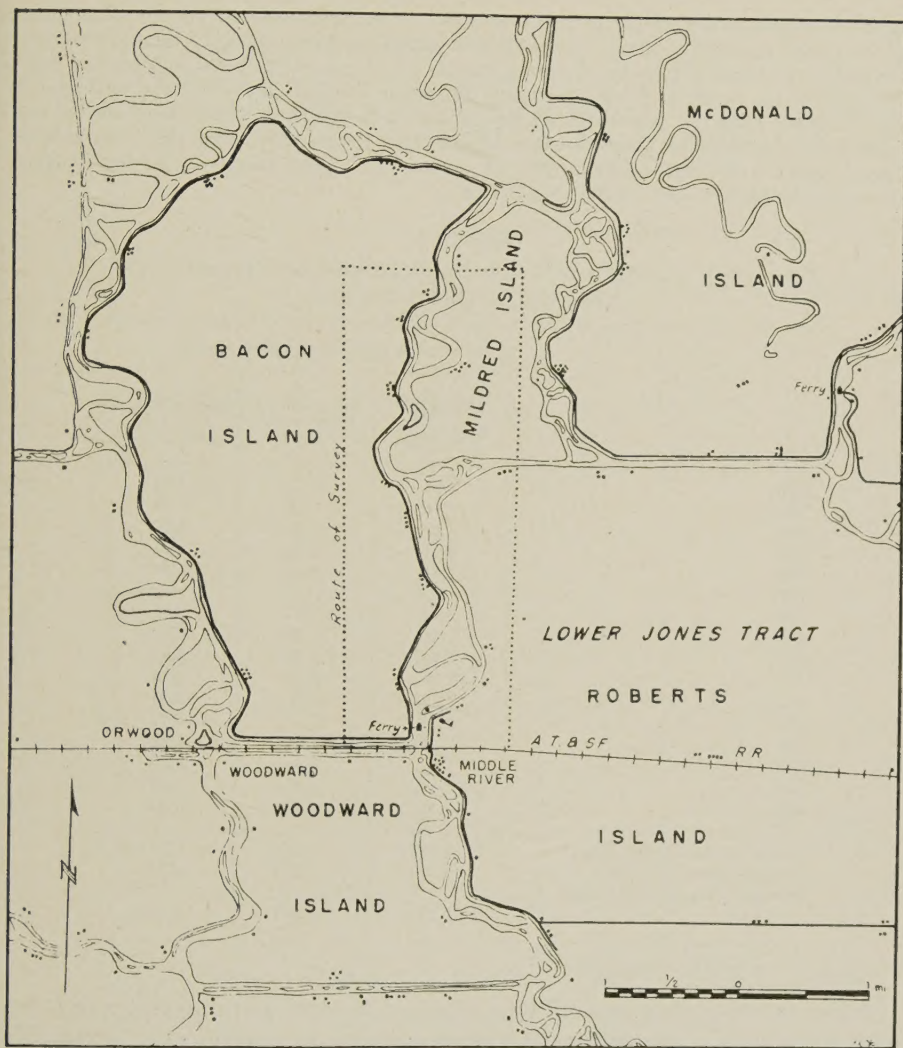 McDONALD
ISLAND
BACON
ISLAND
MILDRED ISLAND
Ferry
Route of Survey
LOWER JONES TRACT
ROBERTS
ORWOOD
Ferry
A T. & S F. R R
WOODWARD
MIDDLE
RIVER
WOODWARD
ISLAND
ISLAND
N
1 1/2 0 1 mi.